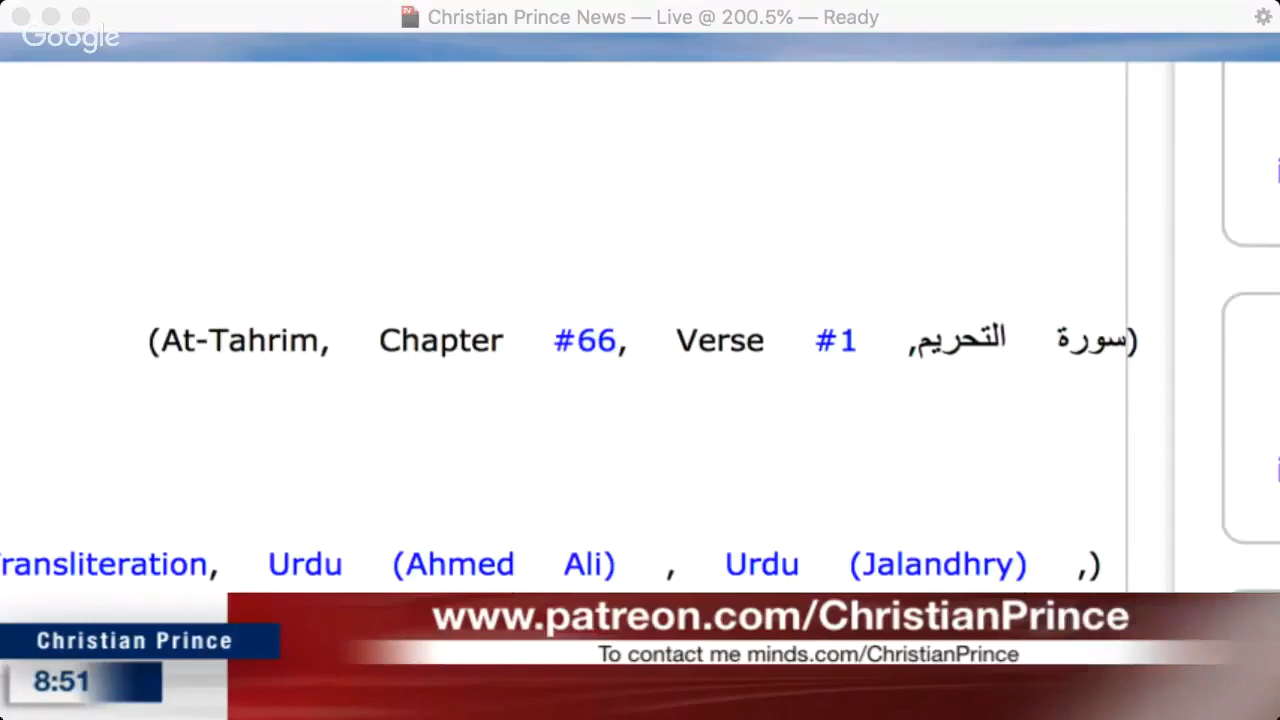 Christian Prince News — Live @ 200.5% — Ready
Google
(At-Tahrim, Chapter #66, Verse #1 ,سورة التحريم)
ransliteration, Urdu (Ahmed Ali) , Urdu (Jalandhry) ,)
www.patreon.com/ChristianPrince
Christian Prince
To contact me minds.com/ChristianPrince
8:51